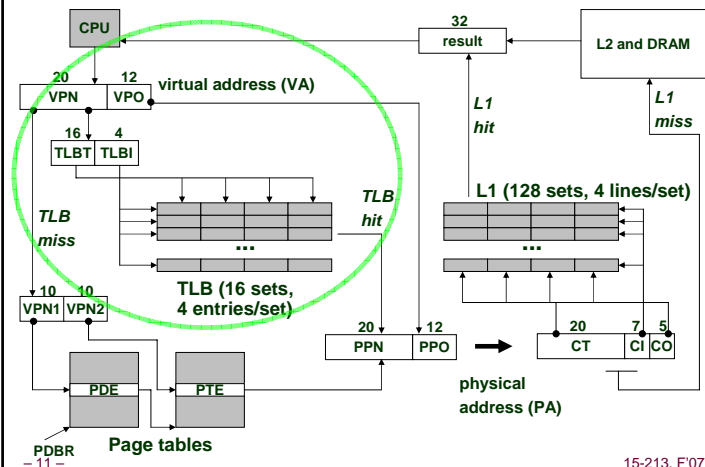 CPU
32
result
L2 and DRAM
20 12
VPN VPO
virtual address (VA)
L1
miss
L1
hit
16 4
TLBT TLBI
TLB
miss
TLB
hit
L1 (128 sets, 4 lines/set)
...
...
TLB (16 sets,
4 entries/set)
10 10
VPN1 VPN2
20 12
PPN PPO
20 7 5
CT CI CO
physical
address (PA)
PDE
PTE
PDBR
Page tables
– 11 –
15-213, F'07